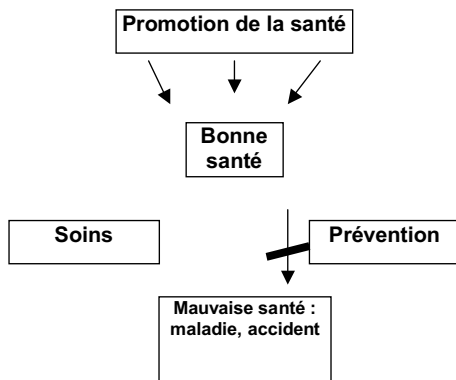 Promotion de la santé
Bonne
santé
Soins
Prévention
Mauvaise santé :
maladie, accident